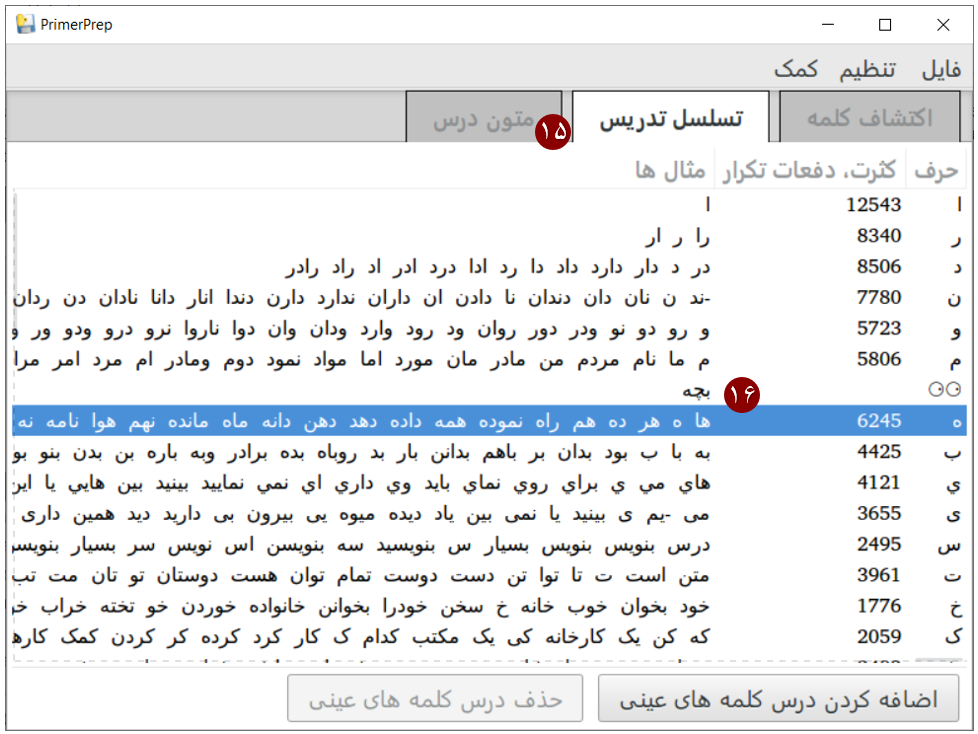 PrimerPrep
فایل تنظیم کمک
اکتشاف کلمه تسلسل تدریس ۱۵ متون درس
حرف کثرت، دفعات تکرار مثال ها
ا 12543 ا
ر 8340 را ر ار
د 8506 در د دار دارد داد دا رد ادا درد ادر اد راد رادر
ن 7780 -ند ن نان دان دندان نا دادن ان داران ندارد دارن دندا انار دانا نادان دن ردان
و 5723 و رو دو نو ودر دور روان ود رود وارد ودان وان دوا ناروا نرو درو ودو ور و
م 5806 م ما نام مردم من مادر مان مورد اما مواد نمود دوم ومادر ام مرد امر مرا
۱۶ بچه
ه 6245 ها ه هر ده هم راه نموده همه داده دهد دهن دانه ماه مانده نهم هوا نامه نه
ب 4425 به با ب بود بدان بر باهم بدانن بار بد روباه بده برادر وبه باره بن بدن بنو بو
ي 4121 هاي مي ي براي روي نماي بايد وي داري اي نمي نماييد بينيد بين هايي يا اين
ی 3655 می -یم ی بینید یا نمی بین یاد دیده میوه یی بیرون بی دارید دید همین داری
س 2495 درس بنویس بنویس بسیار س بنویسید سه بنویسن اس نویس سر بسیار بنویسی
ت 3961 متن است ت تا توا تن دست دوست تمام توان هست دوستان تو تان مت تب
خ 1776 خود بخوان خوب خانه خ سخن خودرا بخوانن خانواده خوردن خو تخته خراب خو
ک 2059 که کن یک کارخانه کی یک مکتب کدام ک کار کرد کرده کر کردن کمک کارها
اضافه کردن درس کلمه های عینی حذف درس کلمه های عینی